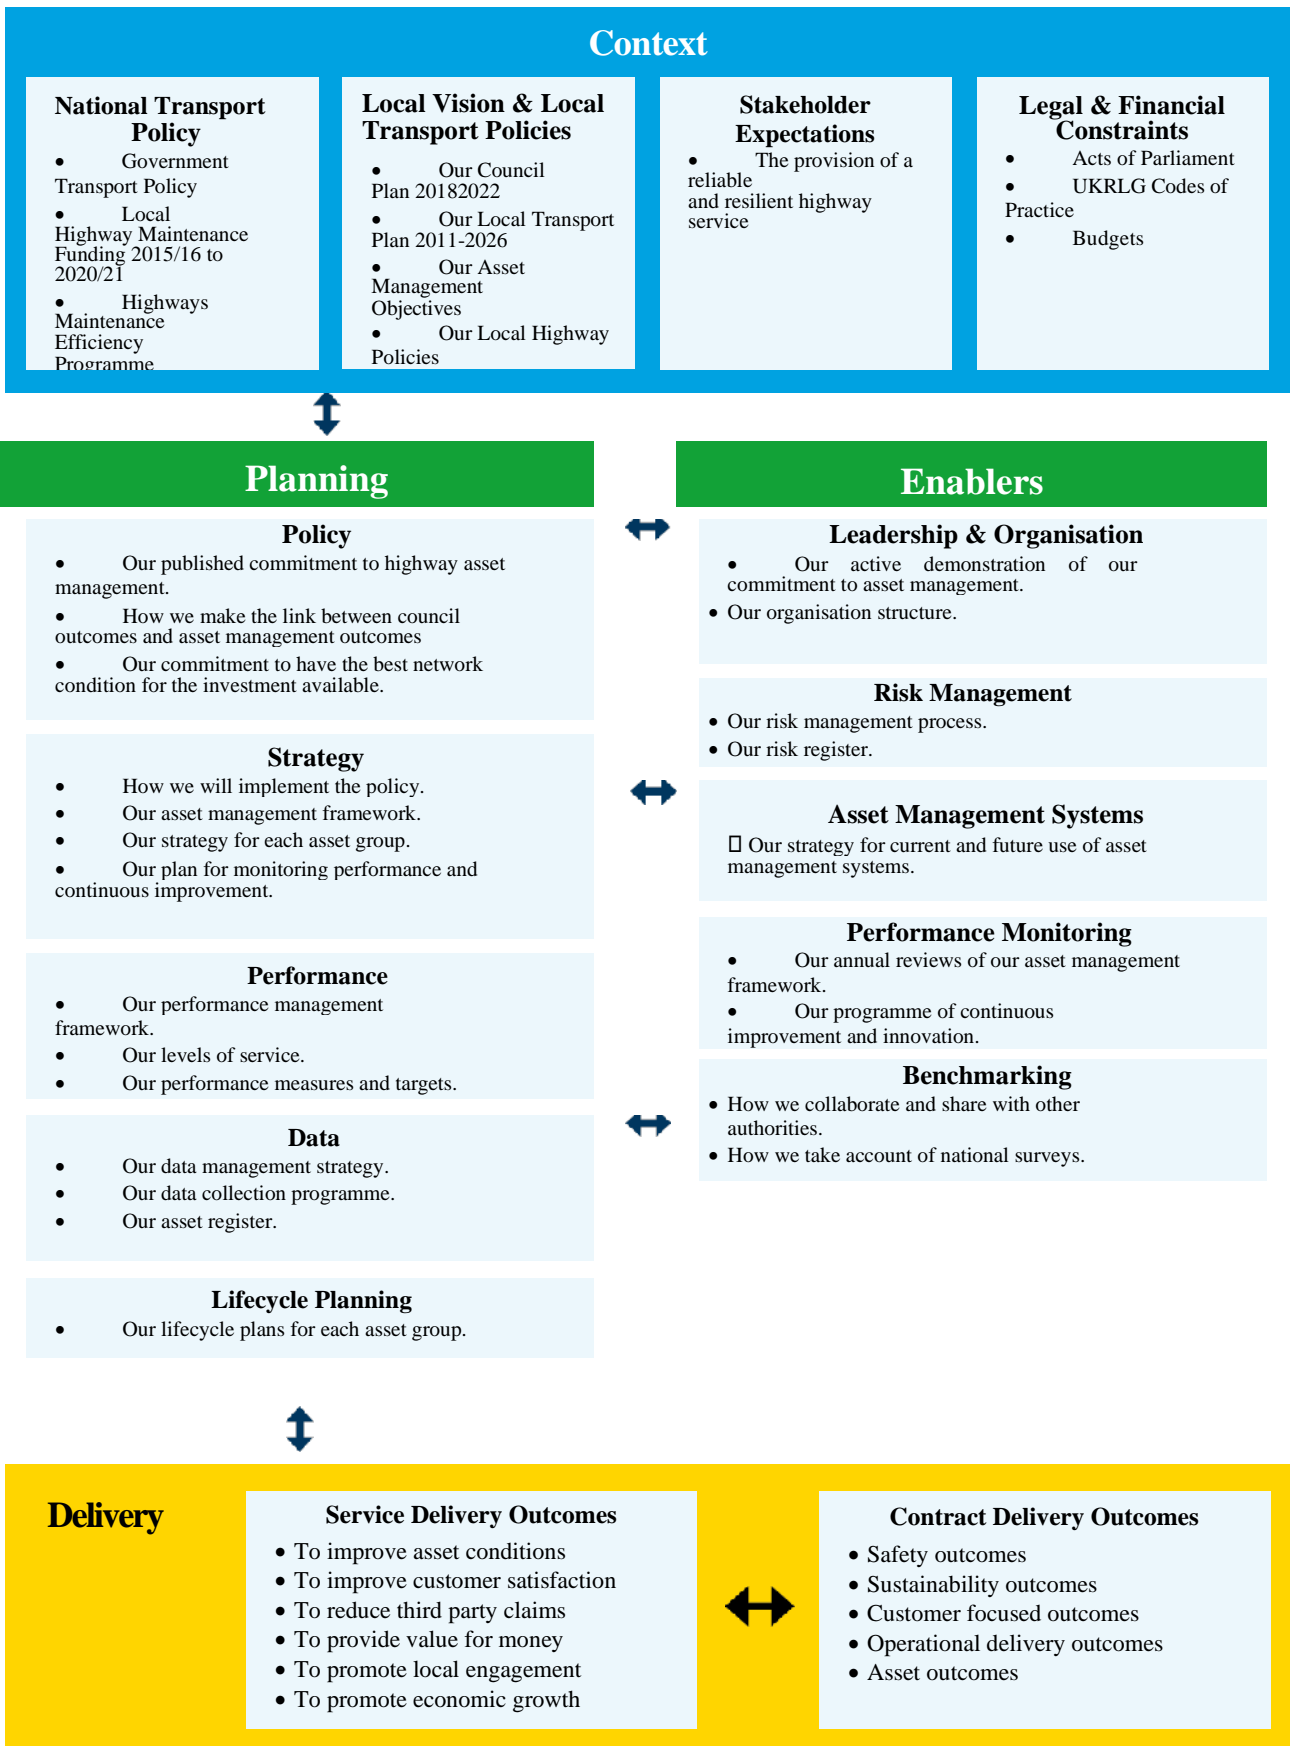 Context
National Transport
Policy
• Government
Transport Policy
• Local
Highway Maintenance
Funding 2015/16 to
2020/21
• Highways
Maintenance
Efficiency
Programme
Local Vision & Local
Transport Policies
• Our Council
Plan 20182022
• Our Local Transport
Plan 2011-2026
• Our Asset
Management
Objectives
• Our Local Highway
Policies
Stakeholder
Expectations
• The provision of a
reliable
and resilient highway
service
Legal & Financial
Constraints
• Acts of Parliament
• UKRLG Codes of
Practice
• Budgets
Planning
Policy
• Our published commitment to highway asset
management.
• How we make the link between council
outcomes and asset management outcomes
• Our commitment to have the best network
condition for the investment available.
Strategy
• How we will implement the policy.
• Our asset management framework.
• Our strategy for each asset group.
• Our plan for monitoring performance and
continuous improvement.
Performance
• Our performance management
framework.
• Our levels of service.
• Our performance measures and targets.
Data
• Our data management strategy.
• Our data collection programme.
• Our asset register.
Lifecycle Planning
• Our lifecycle plans for each asset group.
Enablers
Leadership & Organisation
• Our active demonstration of our
commitment to asset management.
• Our organisation structure.
Risk Management
• Our risk management process.
• Our risk register.
Asset Management Systems
▯ Our strategy for current and future use of asset
management systems.
Performance Monitoring
• Our annual reviews of our asset management
framework.
• Our programme of continuous
improvement and innovation.
Benchmarking
• How we collaborate and share with other
authorities.
• How we take account of national surveys.
Delivery
Service Delivery Outcomes
• To improve asset conditions
• To improve customer satisfaction
• To reduce third party claims
• To provide value for money
• To promote local engagement
• To promote economic growth
Contract Delivery Outcomes
• Safety outcomes
• Sustainability outcomes
• Customer focused outcomes
• Operational delivery outcomes
• Asset outcomes